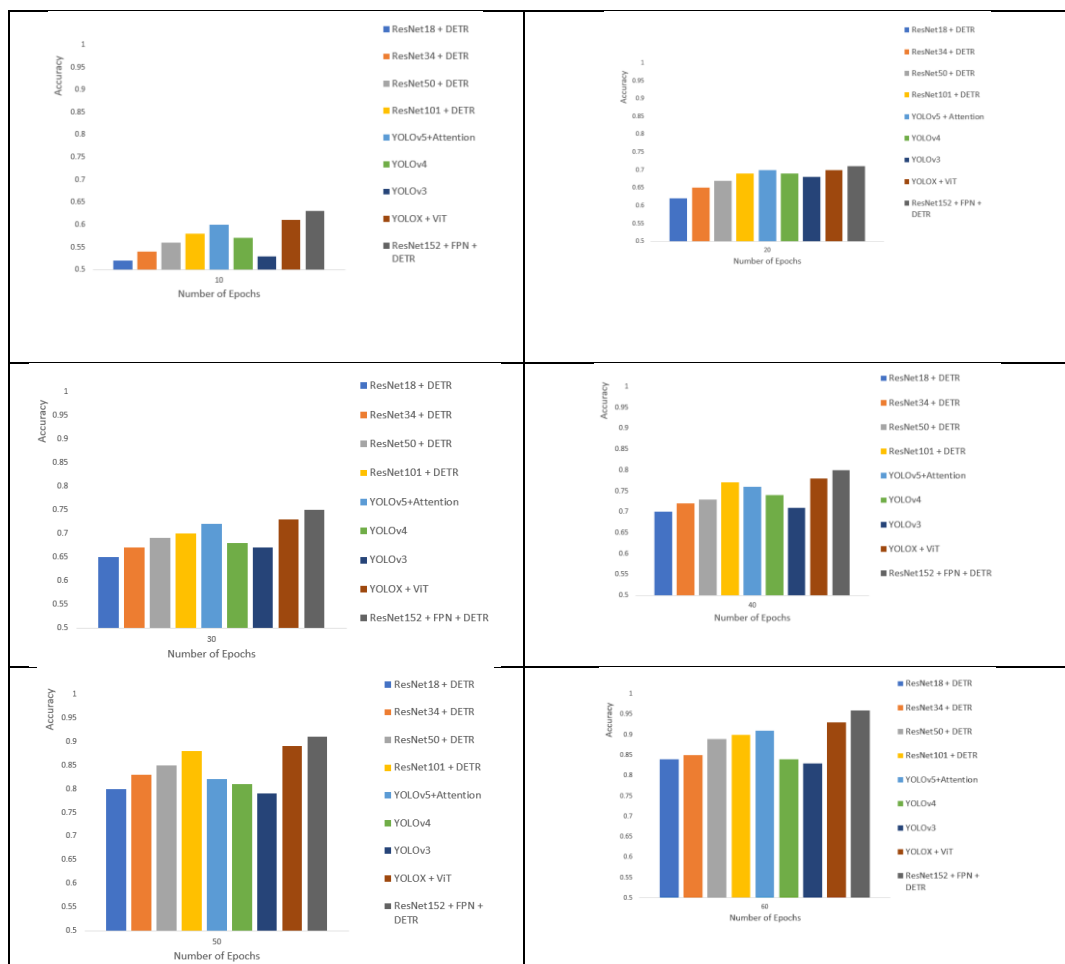 Accuracy
1
0.95
0.9
0.85
0.8
0.75
0.7
0.65
0.6
0.55
0.5
10
Number of Epochs
ResNet18 + DETR
ResNet34 + DETR
ResNet50 + DETR
ResNet101 + DETR
YOLOv5+Attention
YOLOv4
YOLOv3
YOLOX + ViT
ResNet152 + FPN +
DETR
Accuracy
1
0.95
0.9
0.85
0.8
0.75
0.7
0.65
0.6
0.55
0.5
20
Number of Epochs
ResNet18 + DETR
ResNet34 + DETR
ResNet50 + DETR
ResNet101 + DETR
YOLOv5 + Attention
YOLOv4
YOLOv3
YOLOX + ViT
ResNet152 + FPN +
DETR
Accuracy
1
0.95
0.9
0.85
0.8
0.75
0.7
0.65
0.6
0.55
0.5
30
Number of Epochs
ResNet18 + DETR
ResNet34 + DETR
ResNet50 + DETR
ResNet101 + DETR
YOLOv5+Attention
YOLOv4
YOLOv3
YOLOX + ViT
ResNet152 + FPN + DETR
Accuracy
1
0.95
0.9
0.85
0.8
0.75
0.7
0.65
0.6
0.55
0.5
40
Number of Epochs
ResNet18 + DETR
ResNet34 + DETR
ResNet50 + DETR
ResNet101 + DETR
YOLOv5+Attention
YOLOv4
YOLOv3
YOLOX + ViT
ResNet152 + FPN + DETR
Accuracy
1
0.95
0.9
0.85
0.8
0.75
0.7
0.65
0.6
0.55
0.5
50
Number of Epochs
ResNet18 + DETR
ResNet34 + DETR
ResNet50 + DETR
ResNet101 + DETR
YOLOv5+Attention
YOLOv4
YOLOv3
YOLOX + ViT
ResNet152 + FPN +
DETR
Accuracy
1
0.95
0.9
0.85
0.8
0.75
0.7
0.65
0.6
0.55
0.5
60
Number of Epochs
ResNet18 + DETR
ResNet34 + DETR
ResNet50 + DETR
ResNet101 + DETR
YOLOv5+Attention
YOLOv4
YOLOv3
YOLOX + ViT
ResNet152 + FPN +
DETR